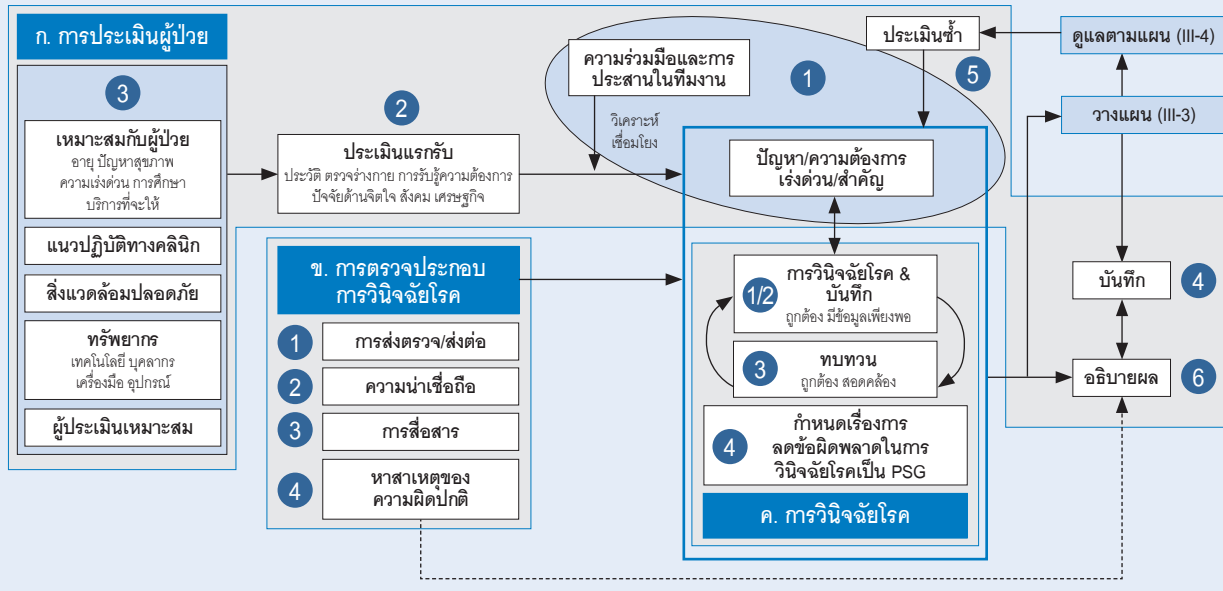 ก. การประเมินผู้ป่วย
3
เหมาะสมกับผู้ป่วย
อายุ ปัญหาสุขภาพ
ความเร่งด่วน การศึกษา
บริการที่จะให้
แนวปฏิบัติทางคลินิก
สิ่งแวดล้อมปลอดภัย
ทรัพยากร
เทคโนโลยี บุคลากร
เครื่องมือ อุปกรณ์
ผู้ประเมินเหมาะสม
2
ประเมินแรกรับ
ประวัติ ตรวจร่างกาย การรับรู้ความต้องการ
ปัจจัยด้านจิตใจ สังคม เศรษฐกิจ
ความร่วมมือและการ
ประสานในทีมงาน
1
วิเคราะห์
เชื่อมโยง
ประเมินซ้ำ
5
ดูแลตามแผน (III-4)
วางแผน (III-3)
ปัญหา/ความต้องการ
เร่งด่วน/สำคัญ
ข. การตรวจประกอบ
การวินิจฉัยโรค
1
การส่งตรวจ/ส่งต่อ
2
ความน่าเชื่อถือ
3
การสื่อสาร
4
หาสาเหตุของ
ความผิดปกติ
1/2
การวินิจฉัยโรค &
บันทึก
ถูกต้อง มีข้อมูลเพียงพอ
3
ทบทวน
ถูกต้อง สอดคล้อง
4
กำหนดเรื่องการ
ลดข้อผิดพลาดในการ
วินิจฉัยโรคเป็น PSG
ค. การวินิจฉัยโรค
บันทึก
4
อธิบายผล
6